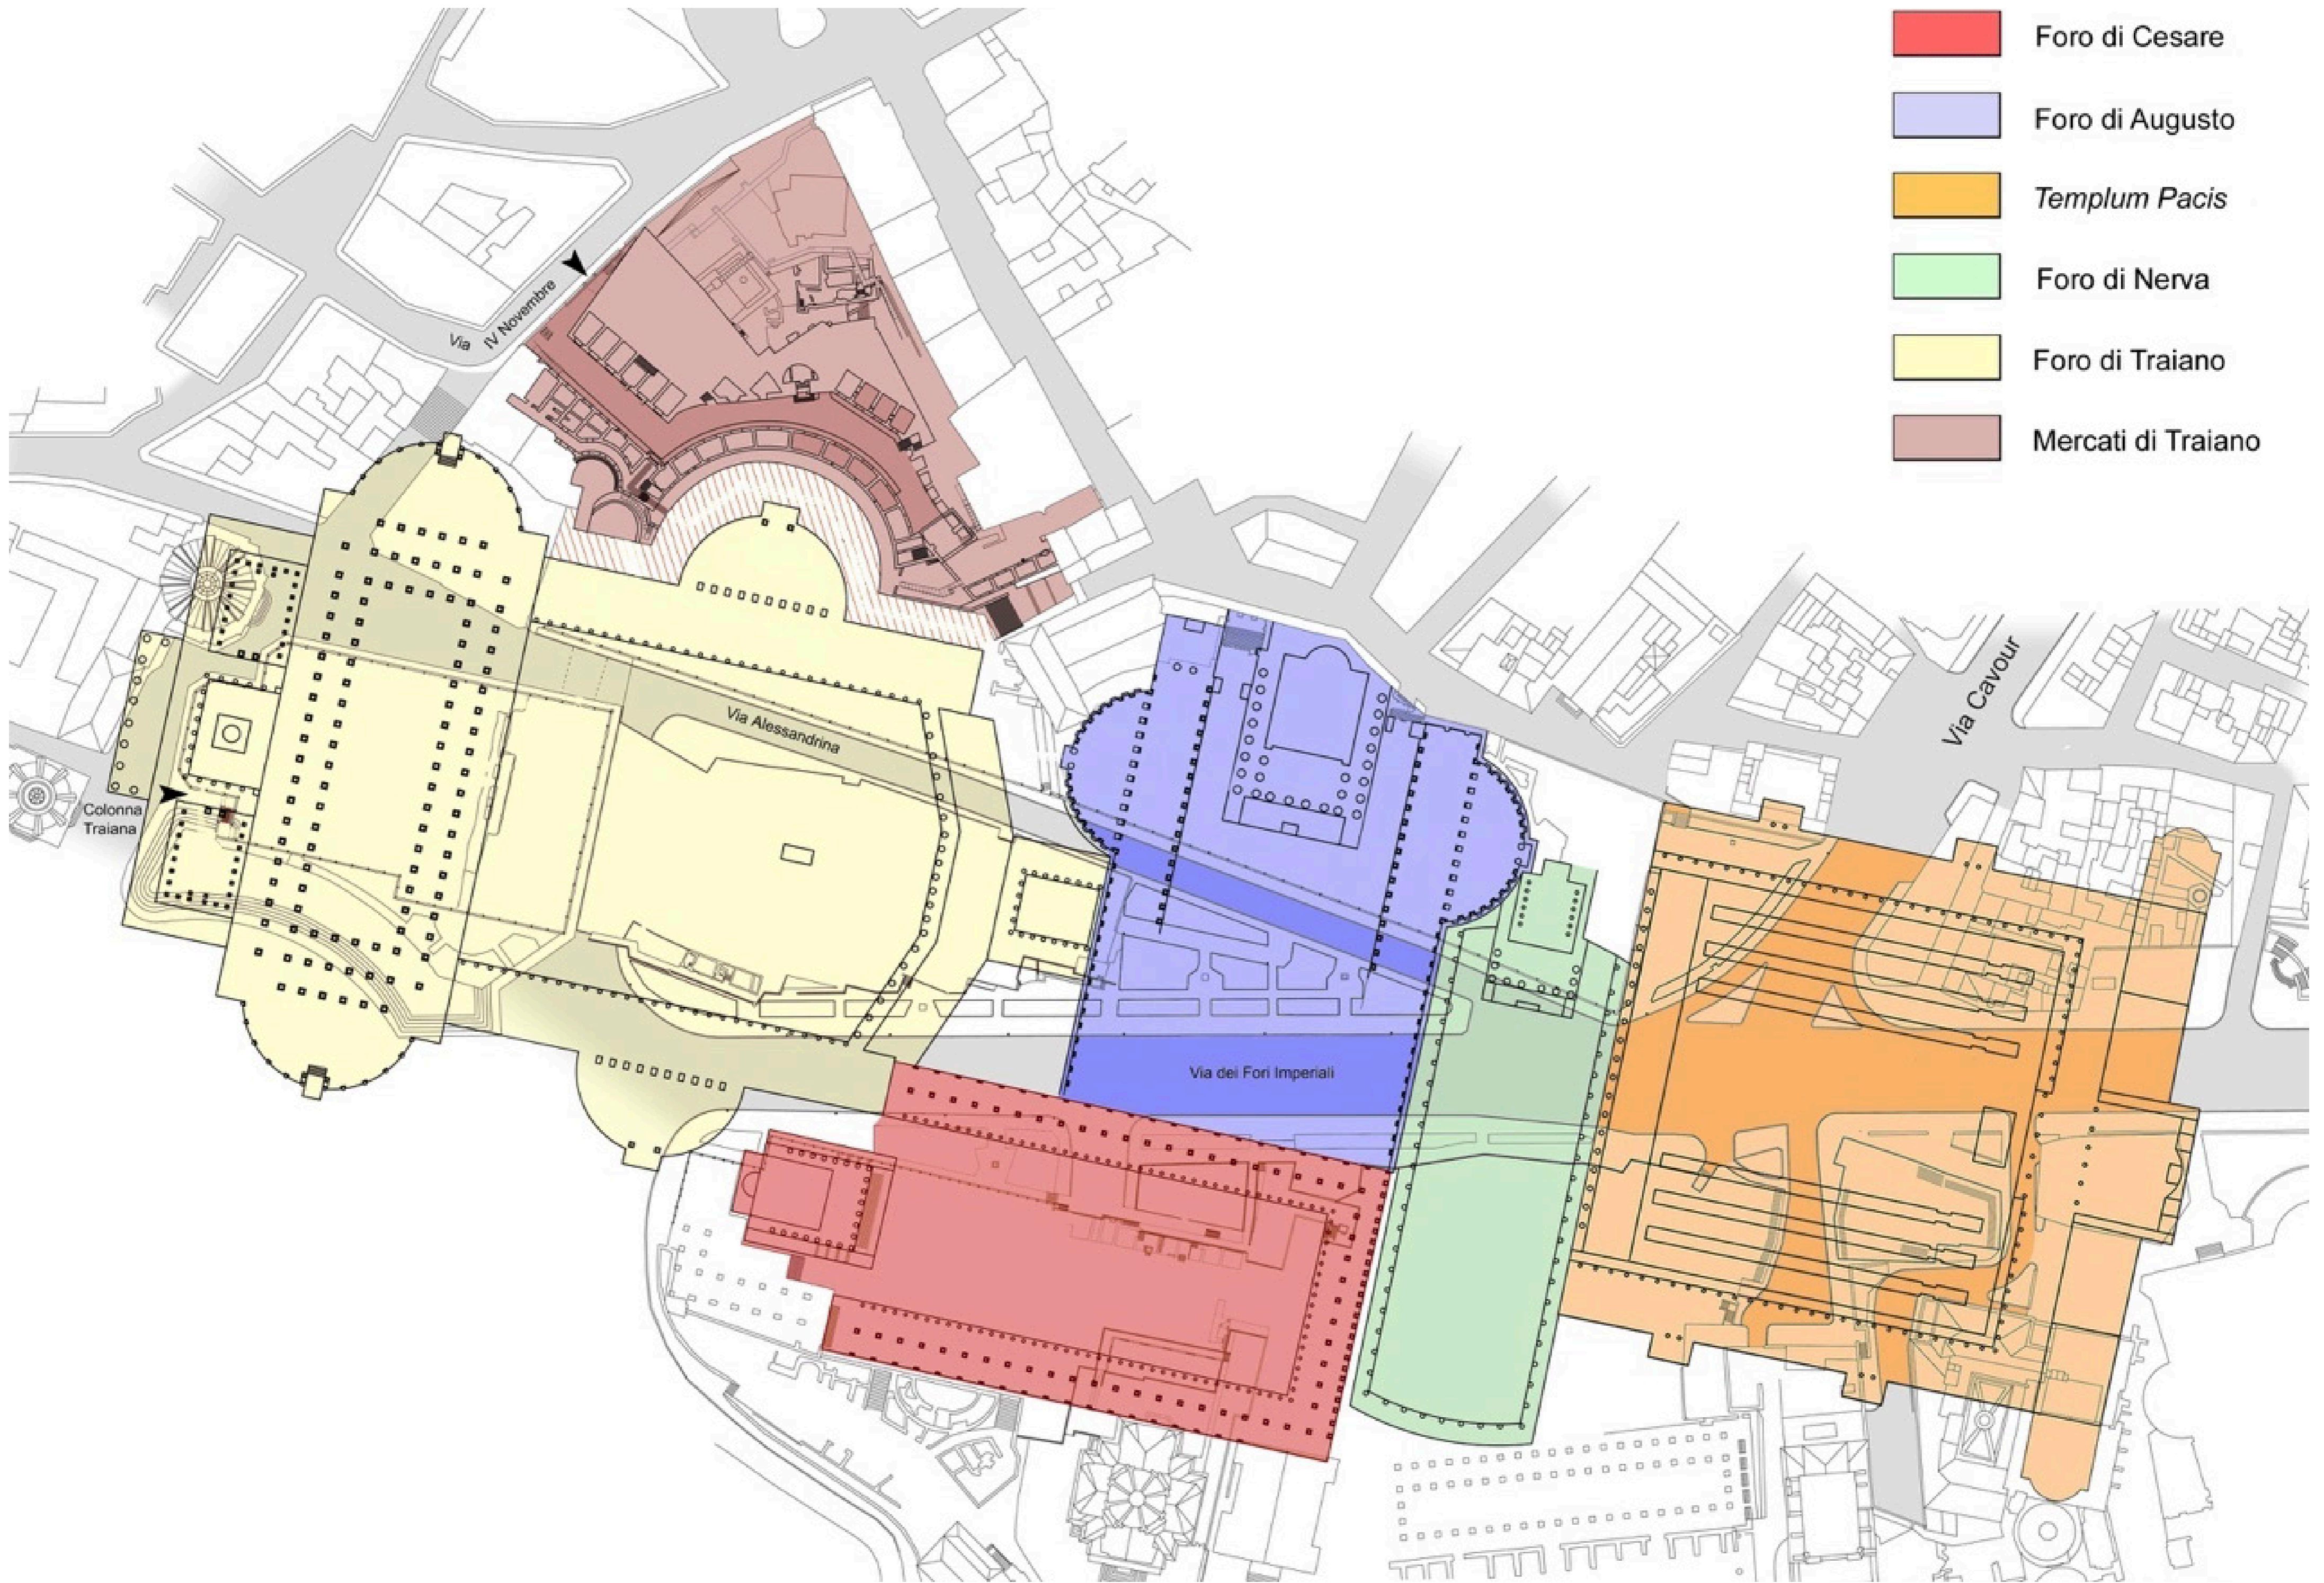 Foro di Cesare
Foro di Augusto
Templum Pacis
Foro di Nerva
Foro di Traiano
Mercati di Traiano
Via IV Novembre
Via Cavour
Via Alessandrina
Colonna
Traiana
Via dei Fori Imperiali